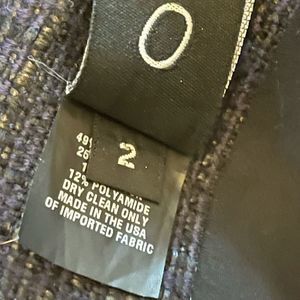 O
2
12% POLYAMIDE
DRY CLEAN ONLY
MADE IN THE USA
OF IMPORTED FABRIC